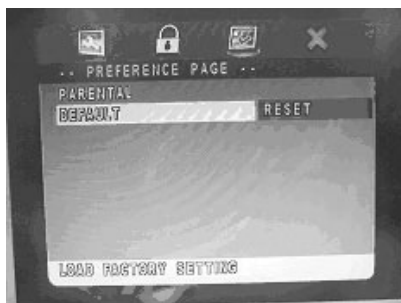 -- PREFERENCE PAGE --
PARENTAL
DEFAULT RESET
LOAD FACTORY SETTING